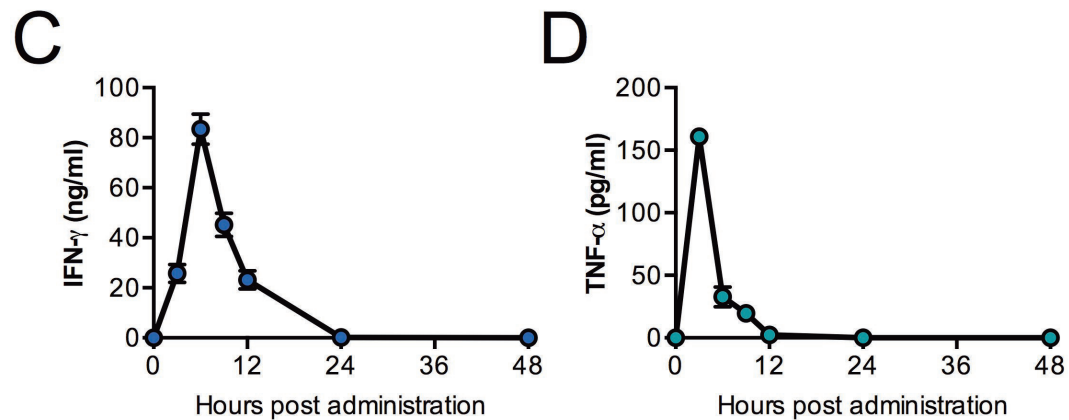 C
100
80
60
40
20
0
IFN-γ (ng/ml)
0 12 24 36 48
Hours post administration
D
200
150
100
50
0
TNF-α (pg/ml)
0 12 24 36 48
Hours post administration